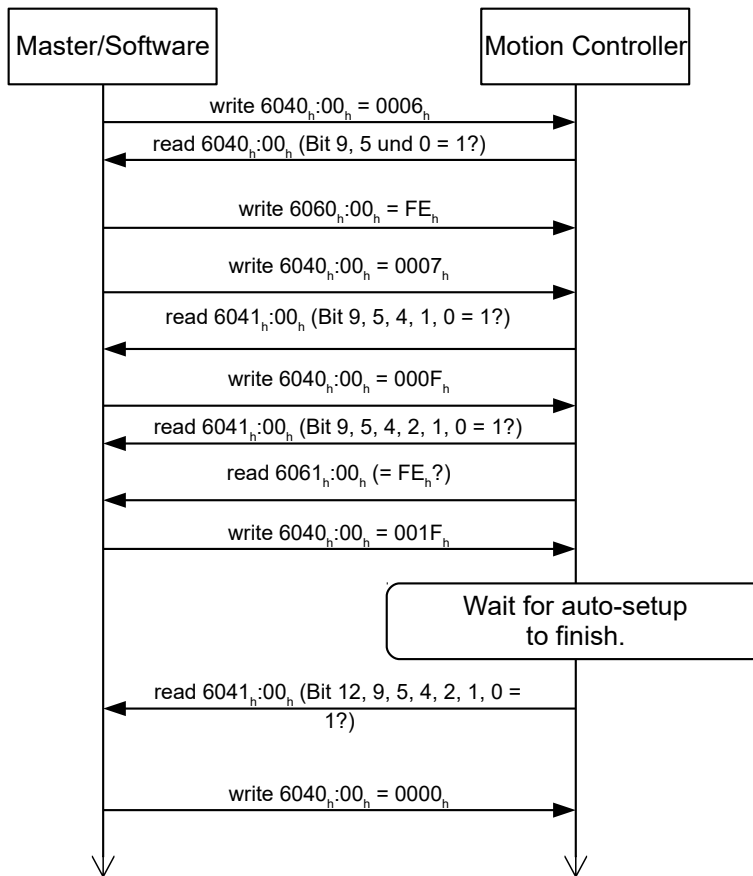 Master/Software
Motion Controller
write 6040h:00h = 0006h
read 6040h:00h (Bit 9, 5 und 0 = 1?)
write 6060h:00h = FEh
write 6040h:00h = 0007h
read 6041h:00h (Bit 9, 5, 4, 1, 0 = 1?)
write 6040h:00h = 000Fh
read 6041h:00h (Bit 9, 5, 4, 2, 1, 0 = 1?)
read 6061h:00h (= FEh?)
write 6040h:00h = 001Fh
Wait for auto-setup
to finish.
read 6041h:00h (Bit 12, 9, 5, 4, 2, 1, 0 =
1?)
write 6040h:00h = 0000h